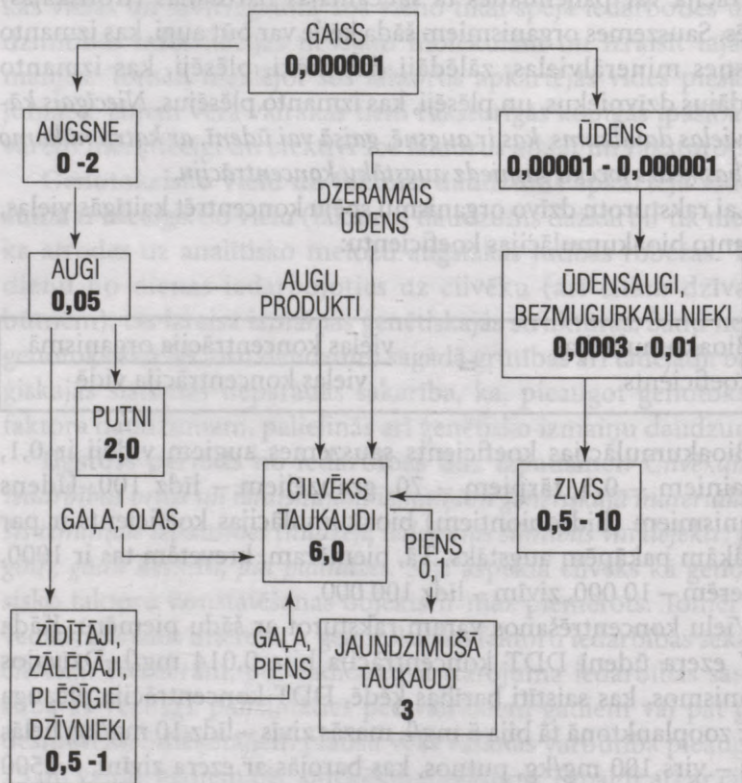 GAISS
0,000001
AUGSNE
0 -2
ŪDENS
0,00001 - 0,000001
DZERAMAIS
ŪDENS
AUGI
0,05
AUGU
PRODUKTI
ŪDENSAUGI,
BEZMUGURKAULNIEKI
0,0003 - 0,01
PUTNI
2,0
GAĻA, OLAS
CILVĒKS
TAUKAUDI
6,0
ZIVIS
0,5 -10
PIENS
0,1
ZĪDĪTĀJI,
ZĀLĒDĀJI,
PLĒSĪGIE
DZĪVNIEKI
0,5 -1
GAĻA,
PIENS
JAUNDZIMUŠĀ
TAUKAUDI
3